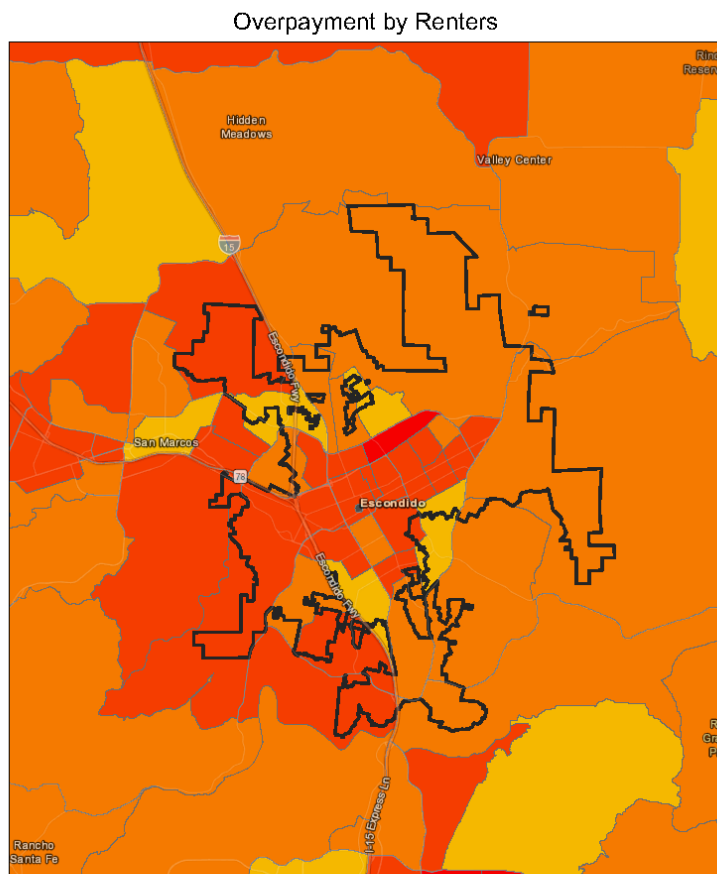 Overpayment by Renters
Hidden
Meadows
Valley Center
15
Escondido Fwy
San Marcos
78
Escondido
Escondido Fwy
I-15 Express Ln
Rancho
Santa Fe